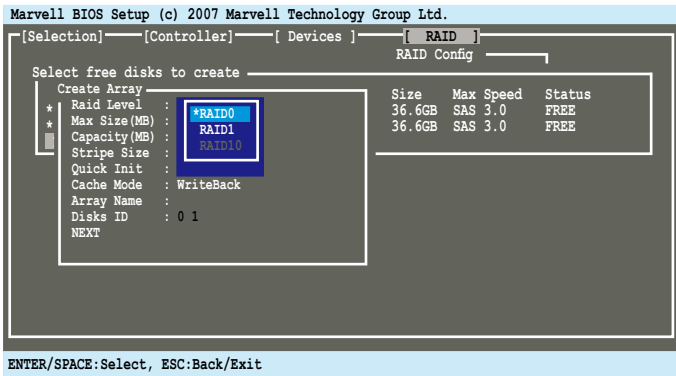 Marvell BIOS Setup (c) 2007 Marvell Technology Group Ltd.
[Selection] [Controller] [ Devices ] [ RAID ]
RAID Config
Select free disks to create
Create Array
Size Max Speed Status
* Raid Level : *RAID0 36.6GB SAS 3.0 FREE
* Max Size(MB) : RAID1 36.6GB SAS 3.0 FREE
Capacity(MB) : RAID10
Stripe Size :
Quick Init :
Cache Mode : WriteBack
Array Name :
Disks ID : 0 1
NEXT
ENTER/SPACE:Select, ESC:Back/Exit